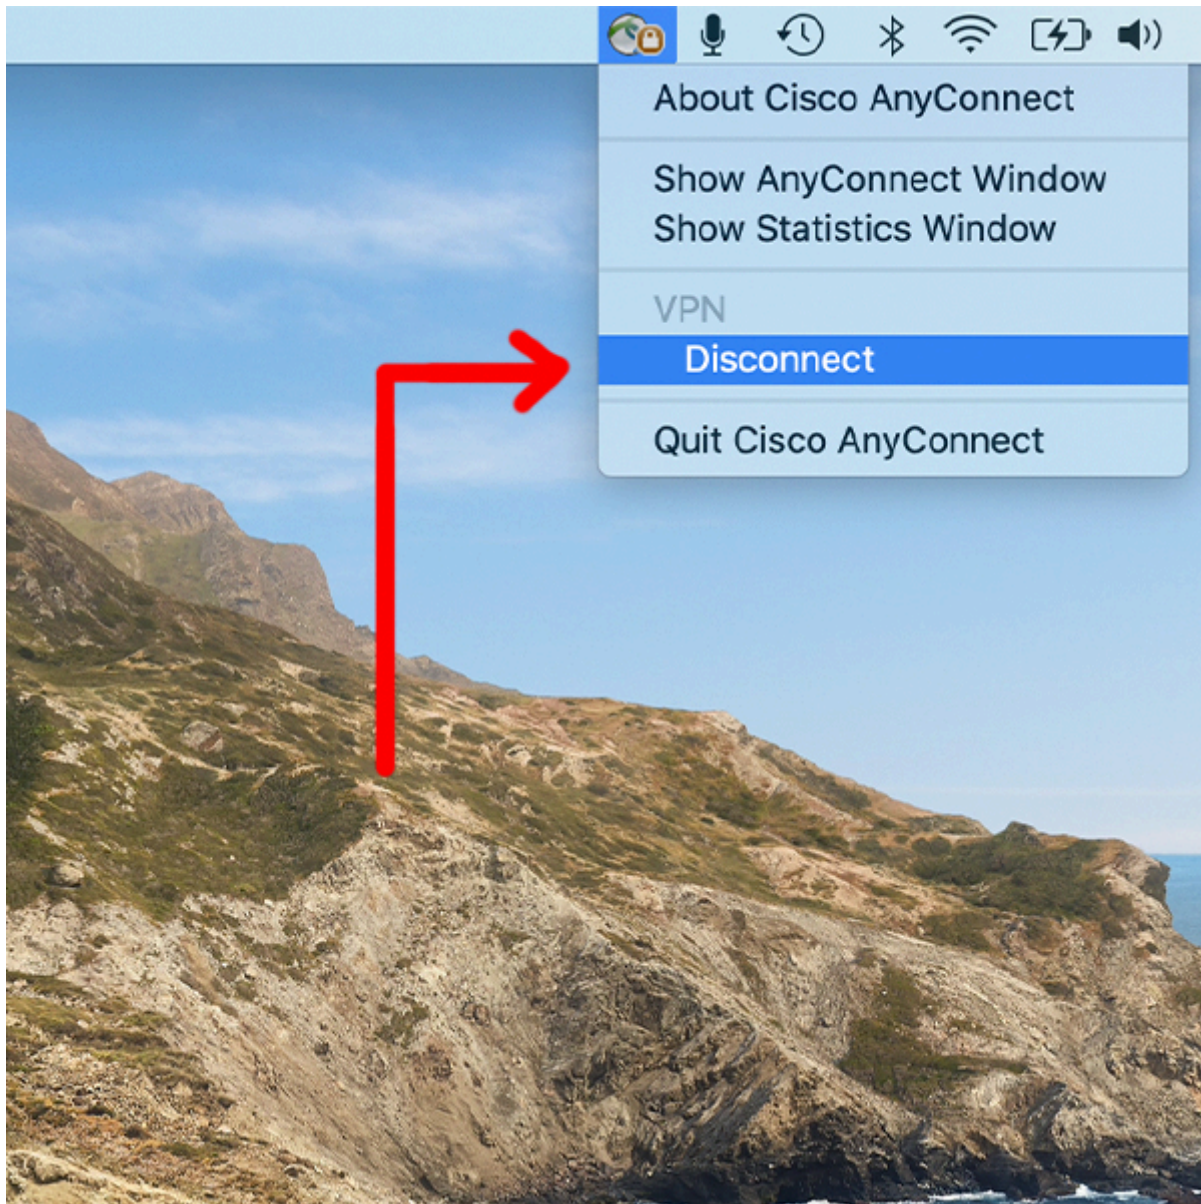 About Cisco AnyConnect
Show AnyConnect Window
Show Statistics Window
VPN
Disconnect
Quit Cisco AnyConnect